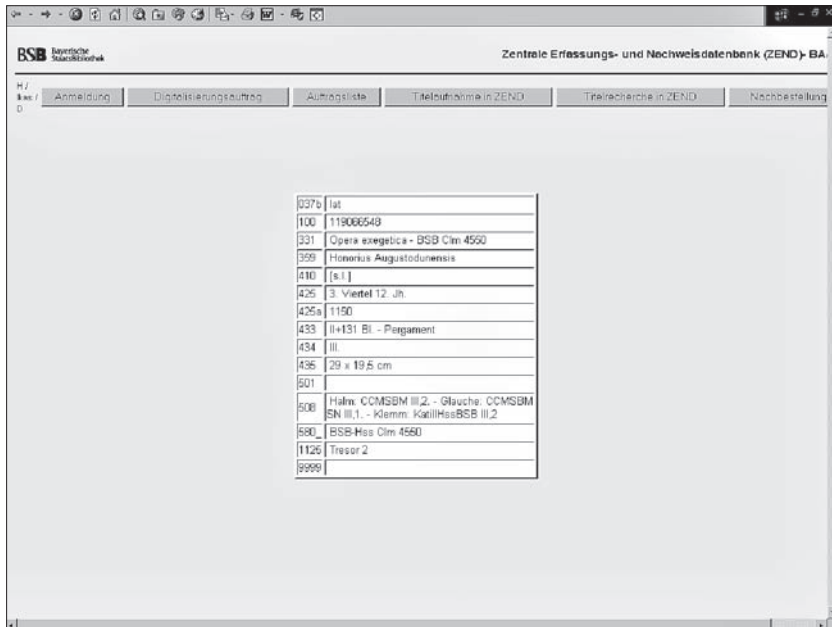 BSB Bayerische
Staatsbibliothek
Zentrale Erfassungs- und Nachweisdatenbank (ZEND)- BA
H /
D
Anmeldung Digitalisierungsauftrag Auftragsliste Titelaufnahme in ZEND Titelrecherche in ZEND Nachbestellung
037b lat
100 119066548
331 Opera exegetica - BSB Clm 4550
359 Honorius Augustodunensis
410 [s.l.]
425 3. Viertel 12. Jh.
425a 1150
433 II+131 Bl. - Pergament
434 Ill.
435 29 x 19,5 cm
501
508 Halm: CCMSBM III,2. - Glauche: CCMSBM
SN III,1. - Klemm: KatillHssBSB III,2
580_ BSB-Hss Clm 4550
1126 Tresor 2
9999